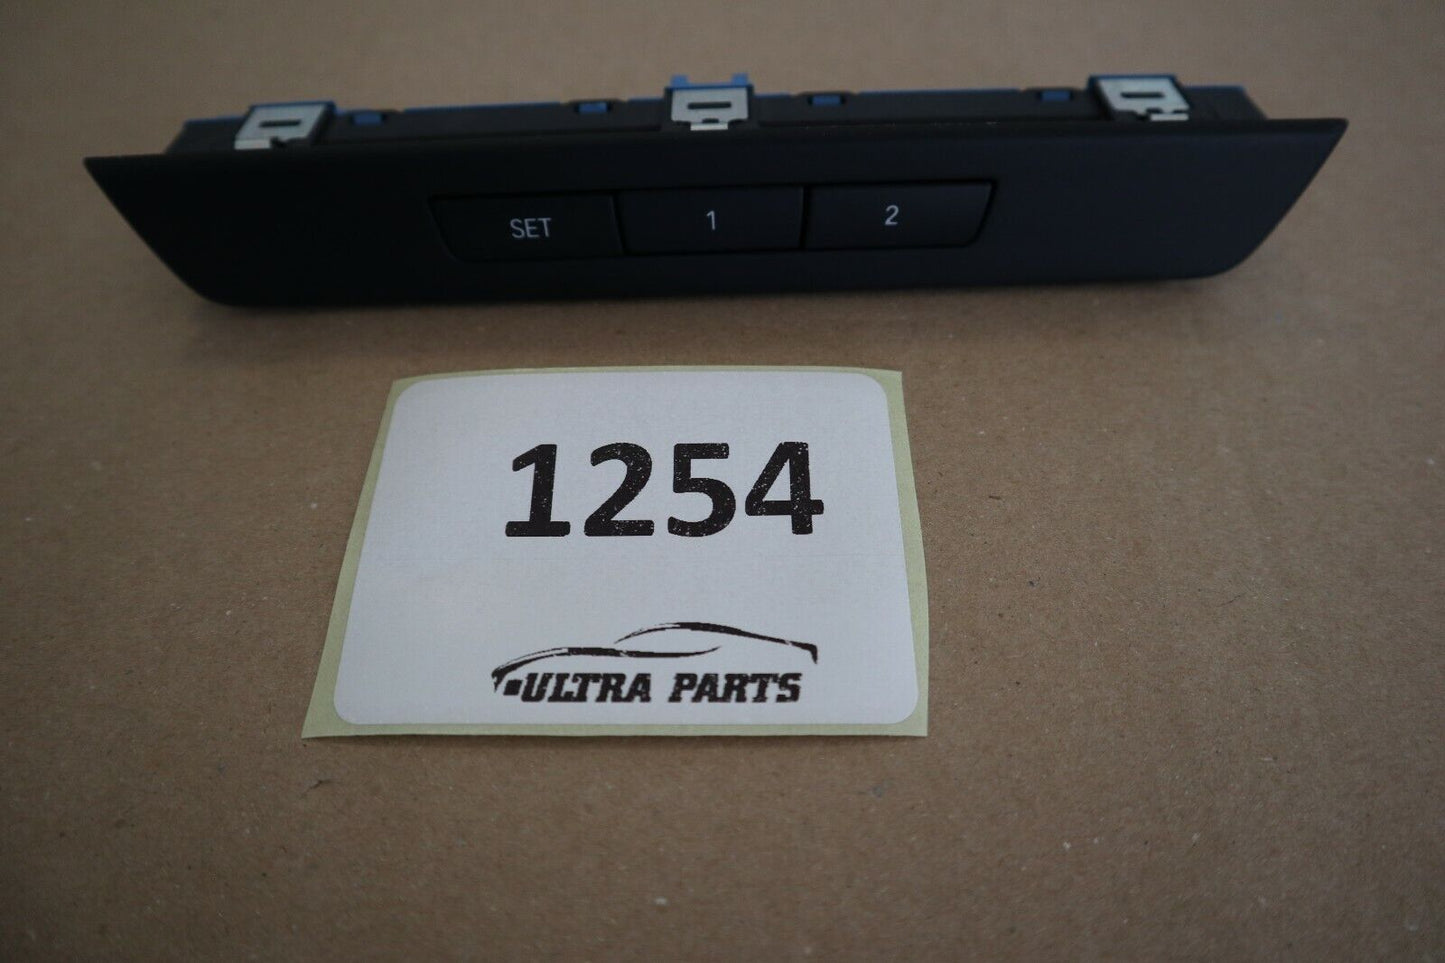 SET 1 2
1254
ULTRA PARTS